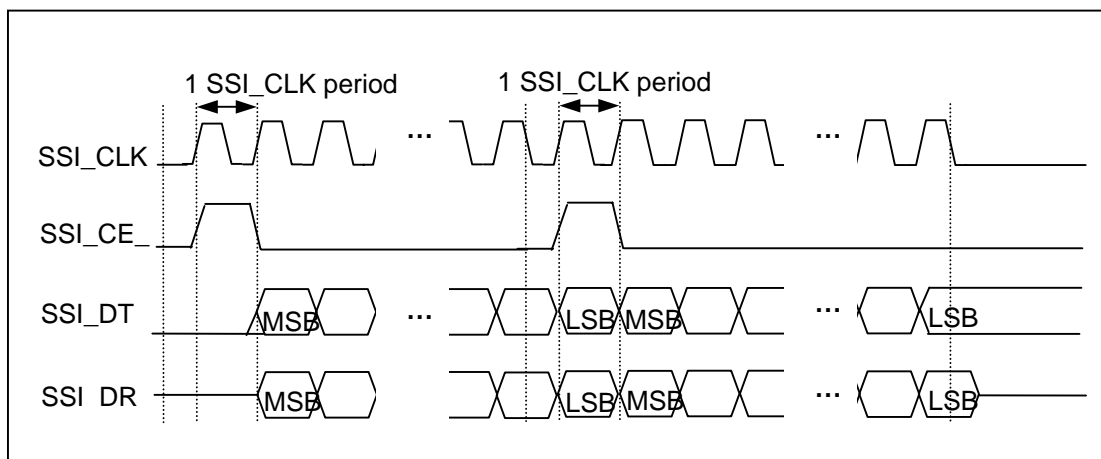 1 SSI_CLK period 1 SSI_CLK period
SSI_CLK ... ...
SSI_CE_
SSI_DT MSB ... LSB MSB ... LSB
SSI DR MSB LSB MSB ... LSB